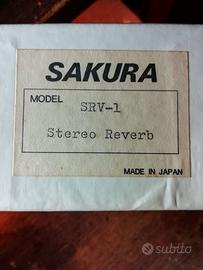 SAKURA
MODEL SRV-1
Stereo Reverb
MADE IN JAPAN
subito